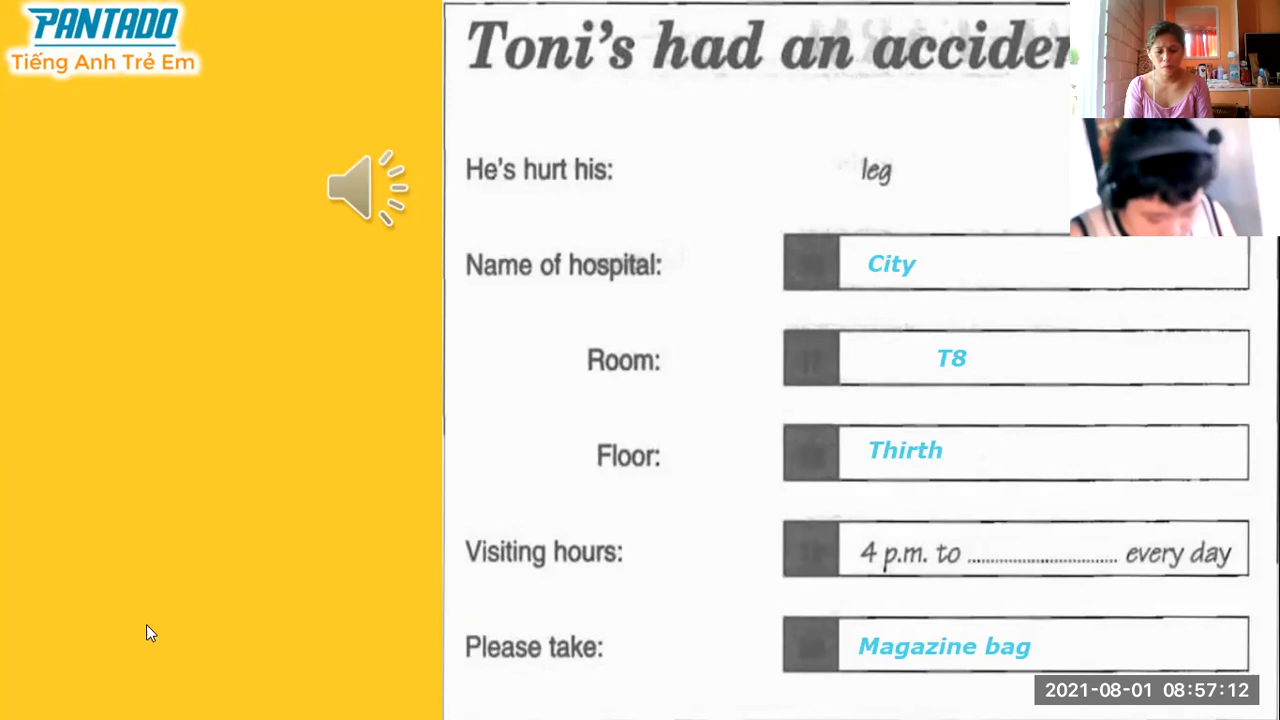 PANTADO
Tiếng Anh Trẻ Em
Toni's had an
He's hurt his: leg
Name of hospital: City
Room: T8
Floor: Thirth
Visiting hours: 4 p.m. to ............................ every day
Please take: Magazine bag
2021-08-01 08:57:12